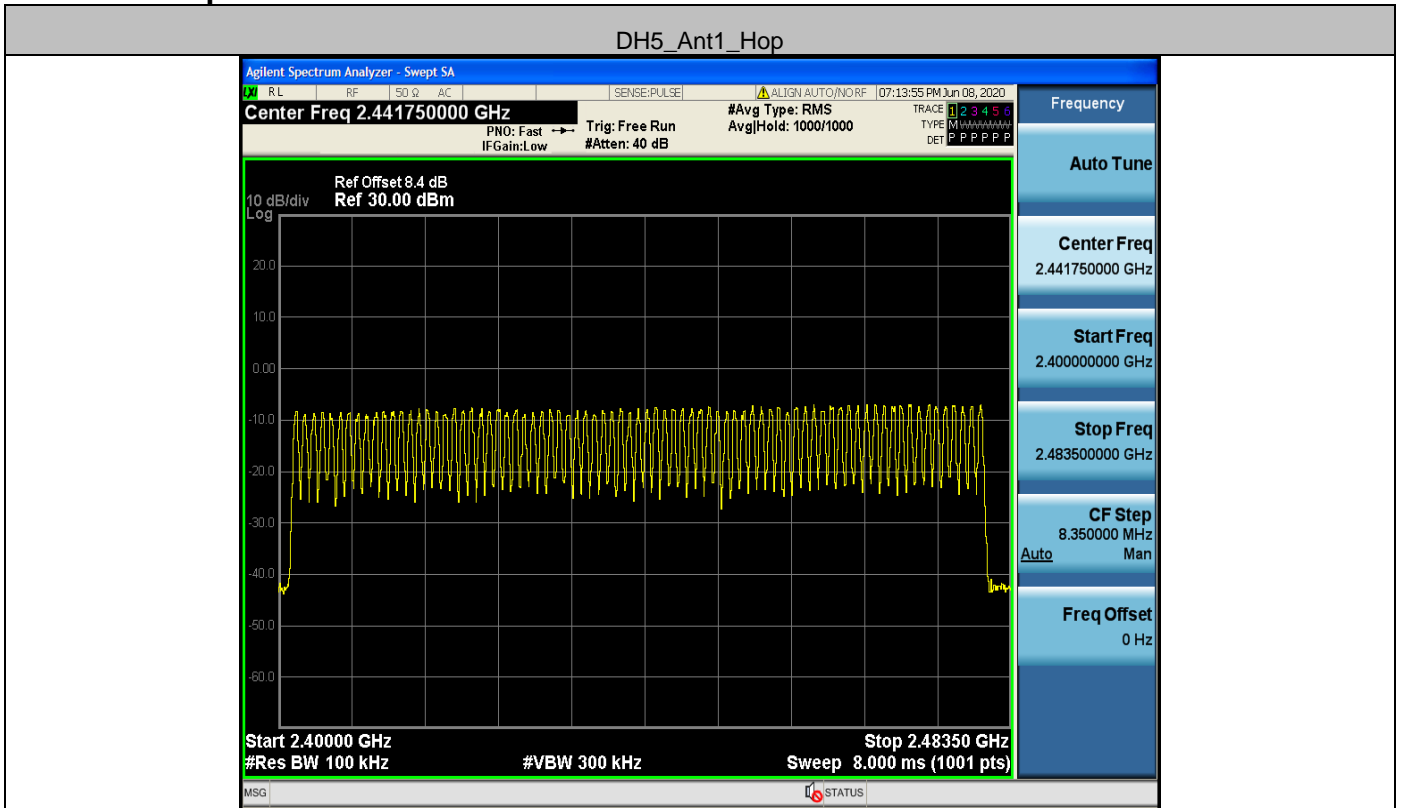 DH5_Ant1_Hop
Agilent Spectrum Analyzer - Swept SA
LXI RL RF 50 Ω AC SENSE:PULSE ALIGN AUTO/NO RF 07:13:55 PM Jun 08, 2020
Center Freq 2.441750000 GHz
PNO: Fast
IFGain:Low
Trig: Free Run
#Atten: 40 dB
#Avg Type: RMS
Avg|Hold: 1000/1000
TRACE 1 2 3 4 5 6
TYPE M
DET P P P P P P
Ref Offset 8.4 dB
10 dB/div Ref 30.00 dBm
Log
20.0
10.0
0.00
-10.0
-20.0
-30.0
-40.0
-50.0
-60.0
Start 2.40000 GHz Stop 2.48350 GHz
#Res BW 100 kHz #VBW 300 kHz Sweep 8.000 ms (1001 pts)
MSG STATUS
Frequency
Auto Tune
Center Freq
2.441750000 GHz
Start Freq
2.400000000 GHz
Stop Freq
2.483500000 GHz
CF Step
8.350000 MHz
Auto Man
Freq Offset
0 Hz